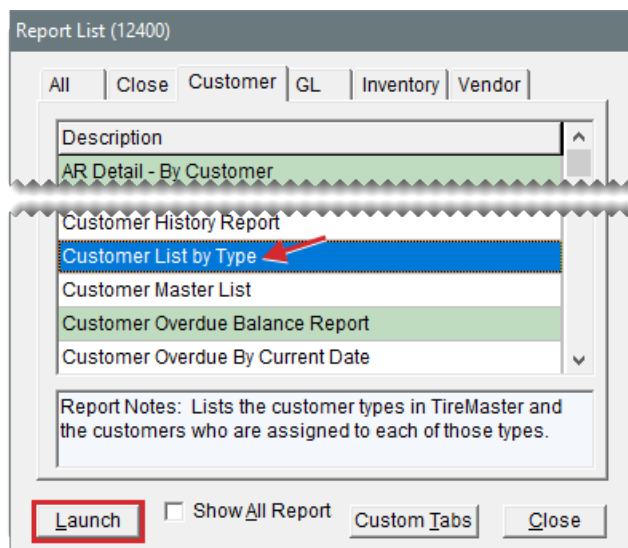 Report List (12400)
All Close Customer GL Inventory Vendor
Description
AR Detail - By Customer
Customer History Report
Customer List by Type
Customer Master List
Customer Overdue Balance Report
Customer Overdue By Current Date
Report Notes: Lists the customer types in TireMaster and
the customers who are assigned to each of those types.
Launch Show All Report Custom Tabs Close